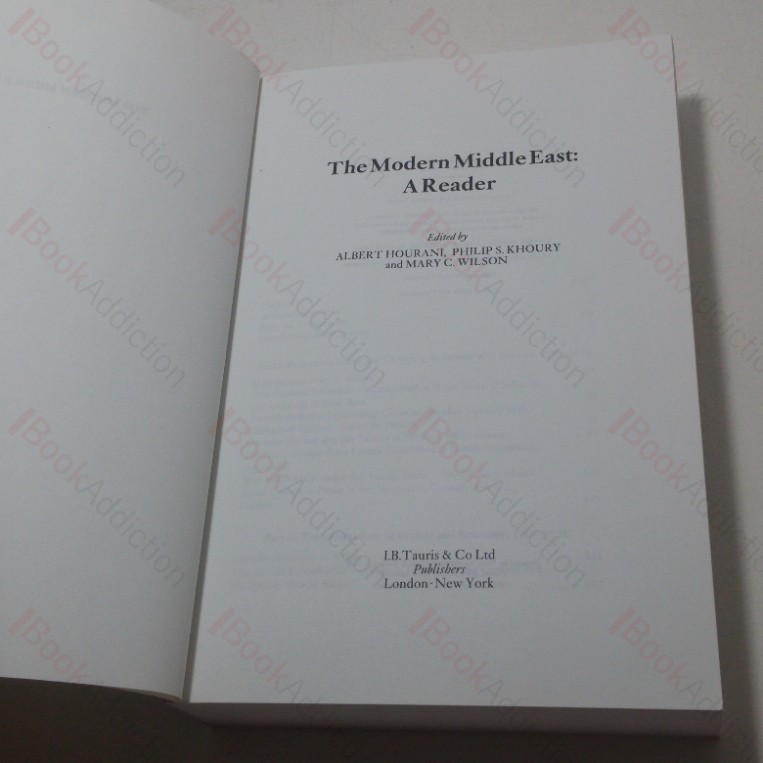 The Modern Middle East:
A Reader
Edited by
ALBERT HOURANI, PHILIP S. KHOURY
and MARY C. WILSON
I.B.Tauris & Co Ltd
Publishers
London · New York
BookAddiction